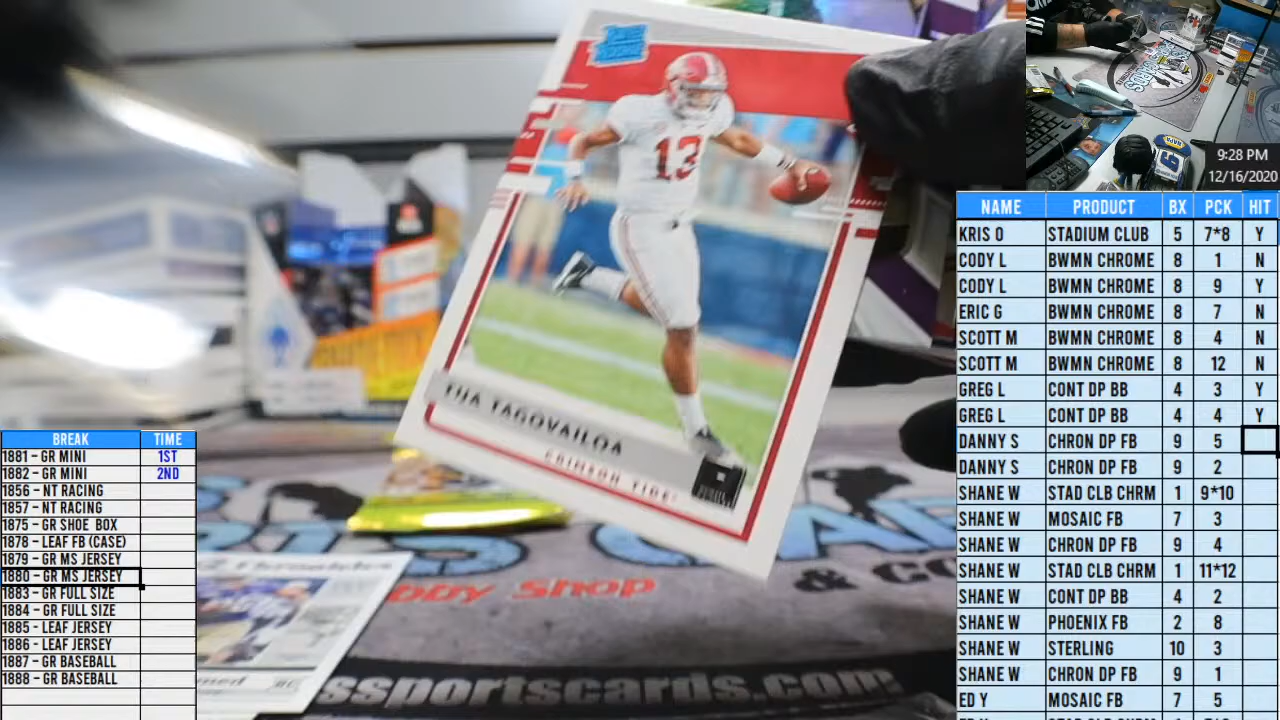 13
TUA TAGOVAILOA
CRIMSON TIDE
& CO
ssportscards.com
9:28 PM
12/16/2020
NAME PRODUCT BX PCK HIT
KRIS O STADIUM CLUB 5 7*8 Y
CODY L BWMN CHROME 8 1 N
CODY L BWMN CHROME 8 9 Y
ERIC G BWMN CHROME 8 7 N
SCOTT M BWMN CHROME 8 4 N
SCOTT M BWMN CHROME 8 12 N
GREG L CONT DP BB 4 3 Y
GREG L CONT DP BB 4 4 Y
DANNY S CHRON DP FB 9 5
DANNY S CHRON DP FB 9 2
SHANE W STAD CLB CHRM 1 9*10
SHANE W MOSAIC FB 7 3
SHANE W CHRON DP FB 9 4
SHANE W STAD CLB CHRM 1 11*12
SHANE W CONT DP BB 4 2
SHANE W PHOENIX FB 2 8
SHANE W STERLING 10 3
SHANE W CHRON DP FB 9 1
ED Y MOSAIC FB 7 5
BREAK TIME
1881 - GR MINI 1ST
1882 - GR MINI 2ND
1856 - NT RACING
1857 - NT RACING
1875 - GR SHOE BOX
1878 - LEAF FB (CASE)
1879 - GR MS JERSEY
1880 - GR MS JERSEY
1883 - GR FULL SIZE
1884 - GR FULL SIZE
1885 - LEAF JERSEY
1886 - LEAF JERSEY
1887 - GR BASEBALL
1888 - GR BASEBALL